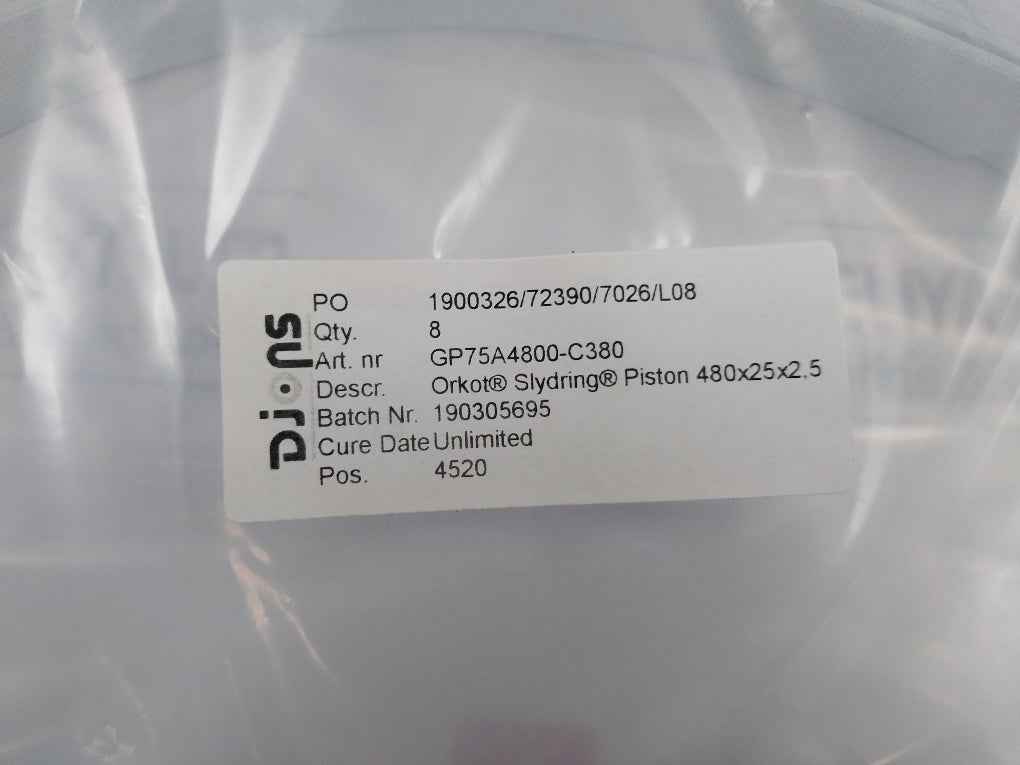 Djons
PO 1900326/72390/7026/L08
Qty. 8
Art. nr GP75A4800-C380
Descr. Orkot® Slydring® Piston 480x25x2,5
Batch Nr. 190305695
Cure Date Unlimited
Pos. 4520